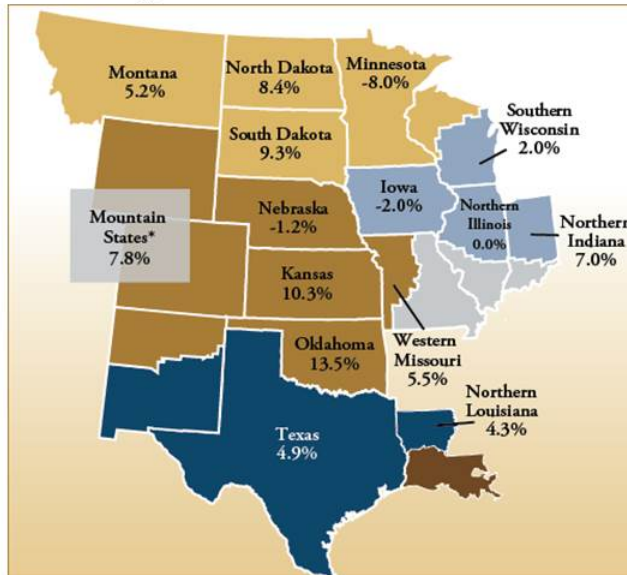 Montana
5.2%
North Dakota
8.4%
Minnesota
-8.0%
Southern
Wisconsin
2.0%
South Dakota
9.3%
Iowa
-2.0%
Northern
Illinois
0.0%
Northern
Indiana
7.0%
Mountain
States*
7.8%
Nebraska
-1.2%
Kansas
10.3%
Oklahoma
13.5%
Western
Missouri
5.5%
Northern
Louisiana
4.3%
Texas
4.9%